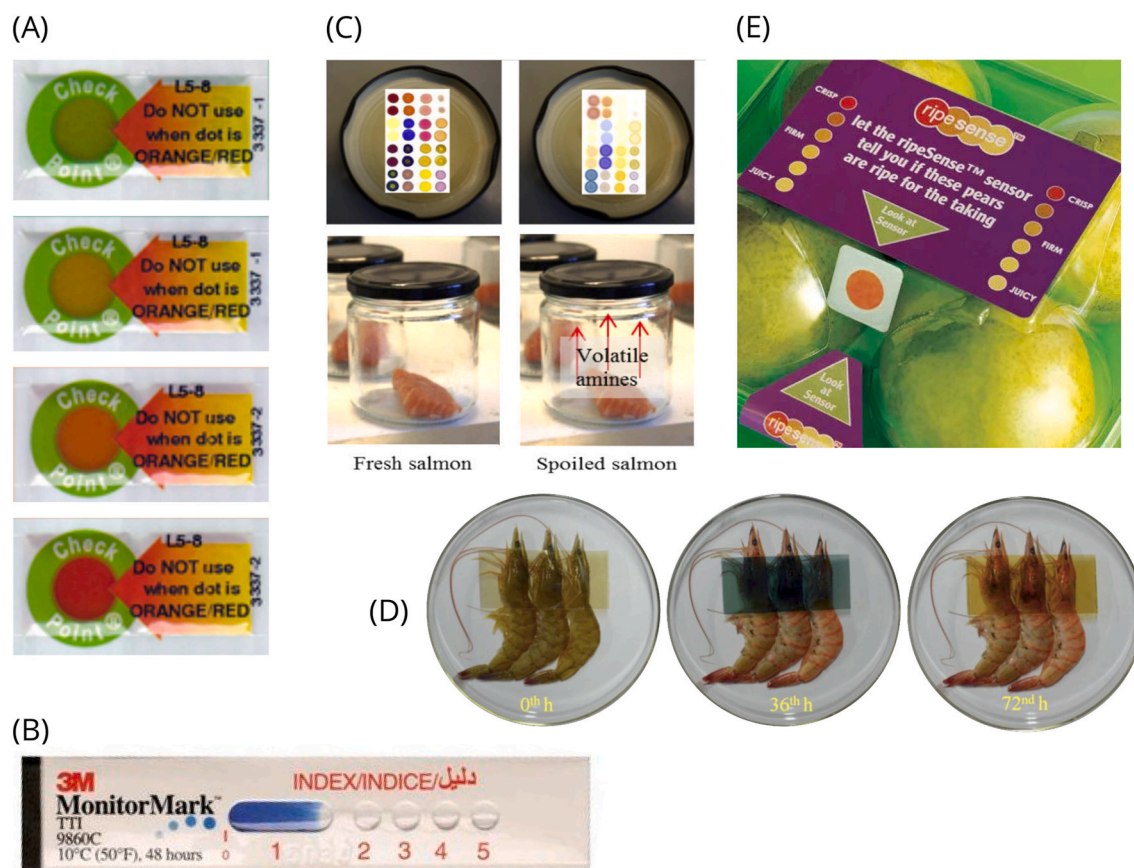 (A)
Check
Point®
L5-8
Do NOT use
when dot is
ORANGE/RED
3337 -1
Check
Point®
L5-8
Do NOT use
when dot is
ORANGE/RED
3337 -1
Check
Point®
L5-8
Do NOT use
when dot is
ORANGE/RED
3337-2
Check
Point®
L5-8
Do NOT use
when dot is
ORANGE/RED
3337-2
(B)
3M
MonitorMark™
TTI
9860C
10°C (50°F), 48 hours
INDEX/INDICE/دليل
0 1 2 3 4 5
(C)
Volatile
amines
Fresh salmon
Spoiled salmon
(D)
0th h
36th h
72nd h
(E)
ripesense™
let the ripeSense™ sensor
tell you if these pears
are ripe for the taking
CRISP
FIRM
JUICY
CRISP
FIRM
JUICY
Look at
Sensor
Look at
Sensor
ripesense